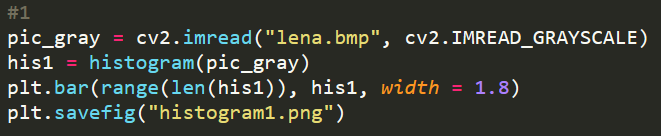 #1
pic_gray = cv2.imread("lena.bmp", cv2.IMREAD_GRAYSCALE)
his1 = histogram(pic_gray)
plt.bar(range(len(his1)), his1, width = 1.8)
plt.savefig("histogram1.png")